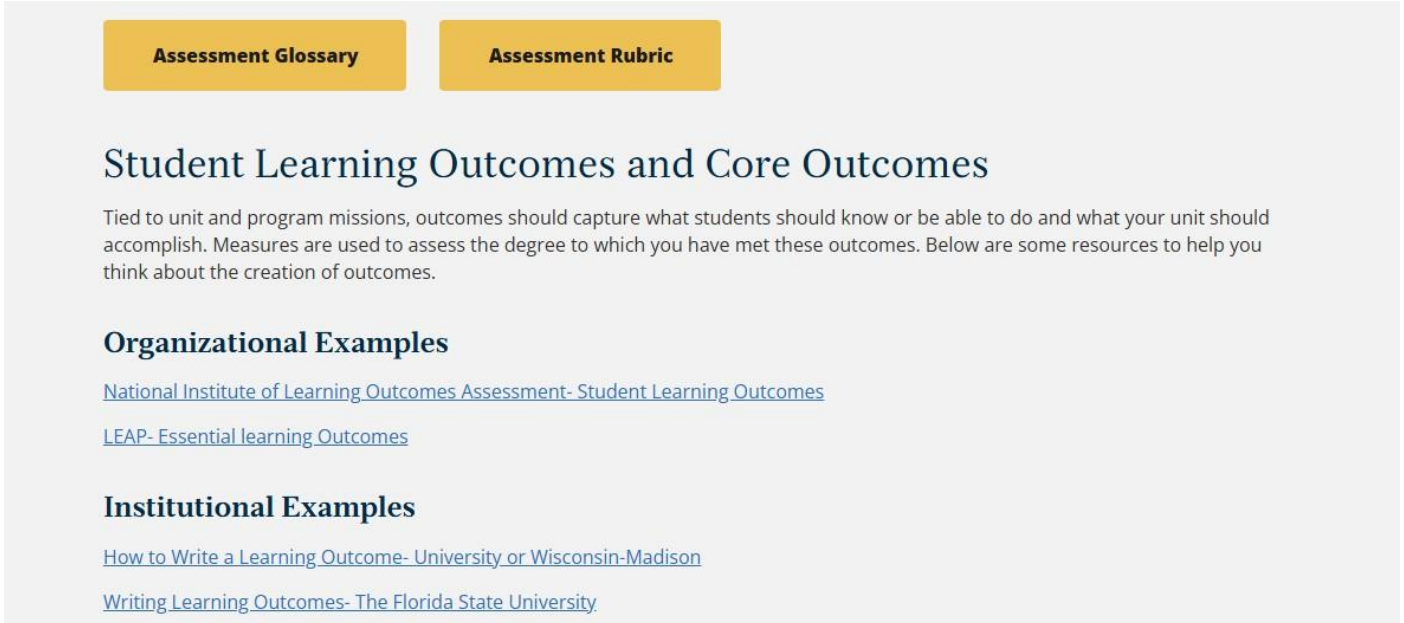 Assessment Glossary
Assessment Rubric
Student Learning Outcomes and Core Outcomes
Tied to unit and program missions, outcomes should capture what students should know or be able to do and what your unit should
accomplish. Measures are used to assess the degree to which you have met these outcomes. Below are some resources to help you
think about the creation of outcomes.
Organizational Examples
National Institute of Learning Outcomes Assessment- Student Learning Outcomes
LEAP- Essential learning Outcomes
Institutional Examples
How to Write a Learning Outcome- University or Wisconsin-Madison
Writing Learning Outcomes- The Florida State University